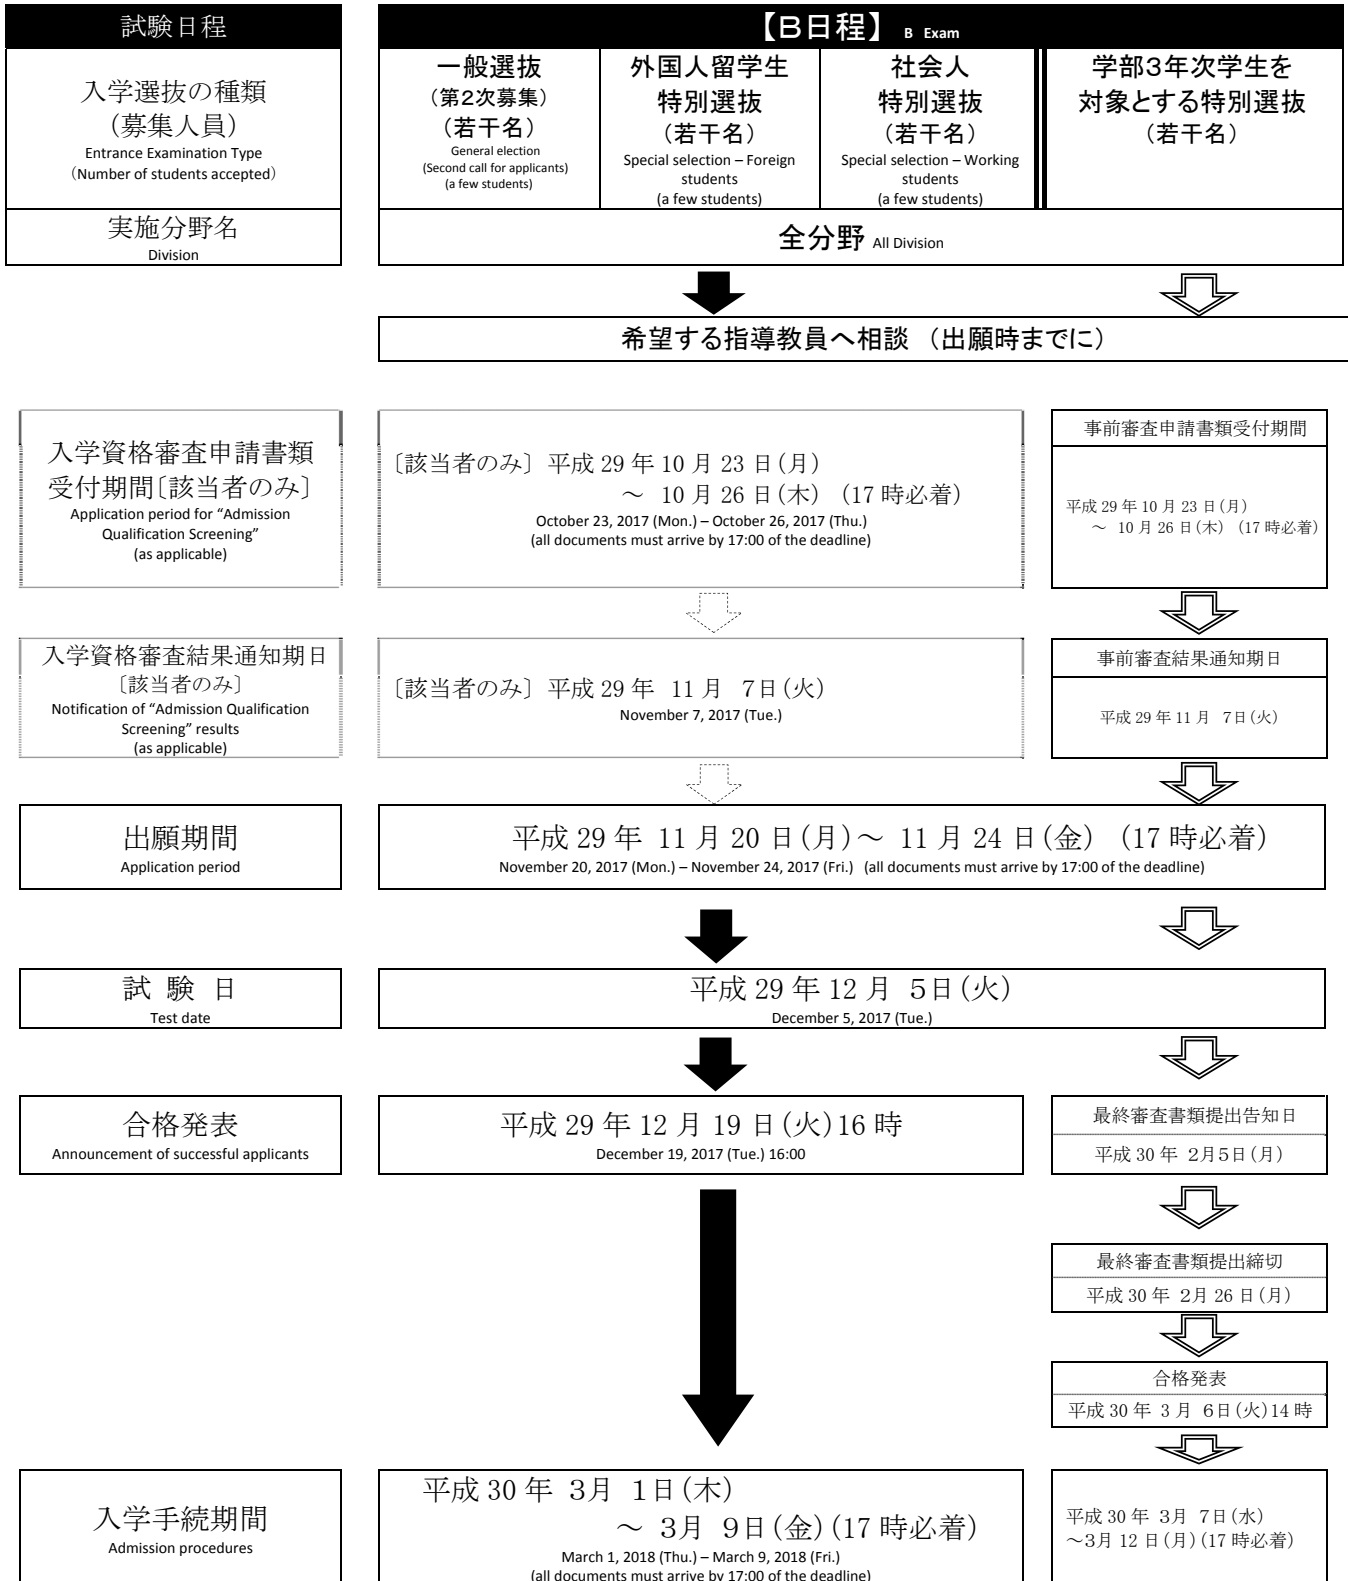 試験日程
【B日程】 B Exam
入学選抜の種類
(募集人員)
Entrance Examination Type
(Number of students accepted)
一般選抜
(第2次募集)
(若干名)
General election
(Second call for applicants)
(a few students)
外国人留学生
特別選抜
(若干名)
Special selection – Foreign
students
(a few students)
社会人
特別選抜
(若干名)
Special selection – Working
students
(a few students)
学部3年次学生を
対象とする特別選抜
(若干名)
実施分野名
Division
全分野 All Division
希望する指導教員へ相談 (出願時までに)
入学資格審査申請書類
受付期間〔該当者のみ〕
Application period for “Admission
Qualification Screening”
(as applicable)
〔該当者のみ〕 平成 29 年 10 月 23 日(月)
～ 10 月 26 日(木) (17 時必着)
October 23, 2017 (Mon.) – October 26, 2017 (Thu.)
(all documents must arrive by 17:00 of the deadline)
事前審査申請書類受付期間
平成 29 年 10 月 23 日(月)
～ 10 月 26 日(木) (17 時必着)
入学資格審査結果通知期日
〔該当者のみ〕
Notification of “Admission Qualification
Screening” results
(as applicable)
〔該当者のみ〕 平成 29 年 11 月 7日(火)
November 7, 2017 (Tue.)
事前審査結果通知期日
平成 29 年 11 月 7日(火)
出願期間
Application period
平成 29 年 11 月 20 日(月)～ 11 月 24 日(金) (17 時必着)
November 20, 2017 (Mon.) – November 24, 2017 (Fri.) (all documents must arrive by 17:00 of the deadline)
試 験 日
Test date
平成 29 年 12 月 5日(火)
December 5, 2017 (Tue.)
合格発表
Announcement of successful applicants
平成 29 年 12 月 19 日(火)16 時
December 19, 2017 (Tue.) 16:00
最終審査書類提出告知日
平成 30 年 2月5日(月)
最終審査書類提出締切
平成 30 年 2月 26 日(月)
合格発表
平成 30 年 3 月 6日(火)14 時
入学手続期間
Admission procedures
平成 30 年 3月 1日(木)
～ 3月 9日(金)(17 時必着)
March 1, 2018 (Thu.) – March 9, 2018 (Fri.)
(all documents must arrive by 17:00 of the deadline)
平成 30 年 3月 7日(水)
～3月 12 日(月)(17 時必着)